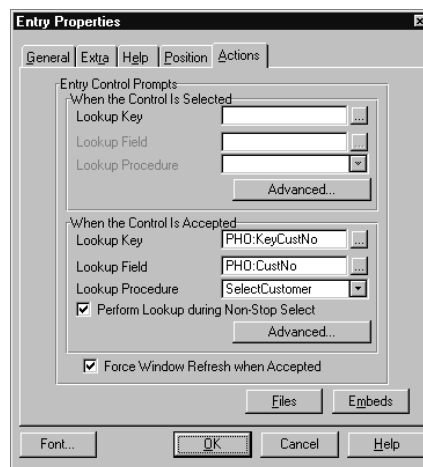 Entry Properties
General Extra Help Position Actions
Entry Control Prompts
When the Control Is Selected
Lookup Key ...
Lookup Field ...
Lookup Procedure
Advanced...
When the Control Is Accepted
Lookup Key PHO:KeyCustNo ...
Lookup Field PHO:CustNo ...
Lookup Procedure SelectCustomer
Perform Lookup during Non-Stop Select
Advanced...
Force Window Refresh when Accepted
Files Embeds
Font... OK Cancel Help